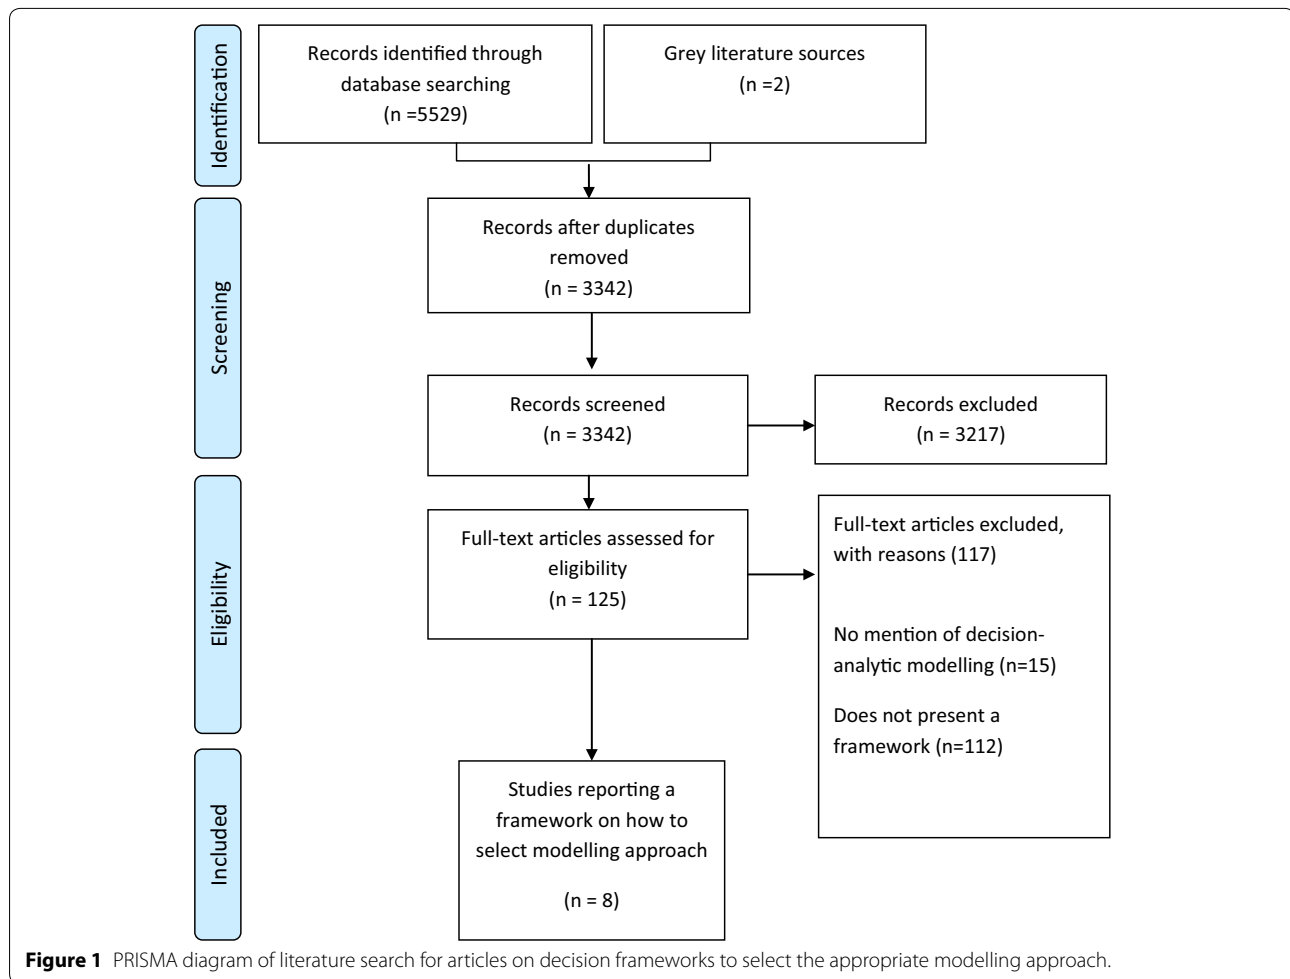 Identification
Records identified through
database searching
(n =5529)
Grey literature sources
(n =2)
Screening
Records after duplicates
removed
(n = 3342)
Records screened
(n = 3342)
Records excluded
(n = 3217)
Eligibility
Full-text articles assessed for
eligibility
(n = 125)
Full-text articles excluded,
with reasons (117)
No mention of decision-
analytic modelling (n=15)
Does not present a
framework (n=112)
Included
Studies reporting a
framework on how to
select modelling approach
(n = 8)
Figure 1 PRISMA diagram of literature search for articles on decision frameworks to select the appropriate modelling approach.